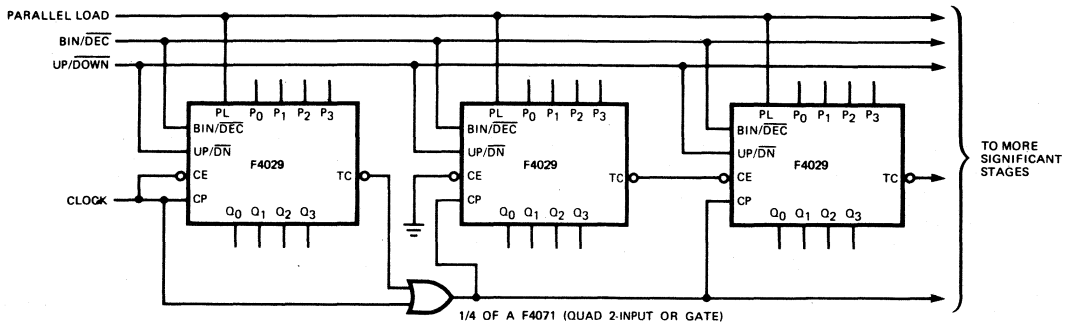 PARALLEL LOAD
BIN/DEC
UP/DOWN
PL P0 P1 P2 P3
BIN/DEC
UP/DN
F4029
CE
TC
CP
Q0 Q1 Q2 Q3
PL P0 P1 P2 P3
BIN/DEC
UP/DN
F4029
CE
TC
CP
Q0 Q1 Q2 Q3
PL P0 P1 P2 P3
BIN/DEC
UP/DN
F4029
CE
TC
CP
Q0 Q1 Q2 Q3
CLOCK
TO MORE
SIGNIFICANT
STAGES
1/4 OF A F4071 (QUAD 2-INPUT OR GATE)